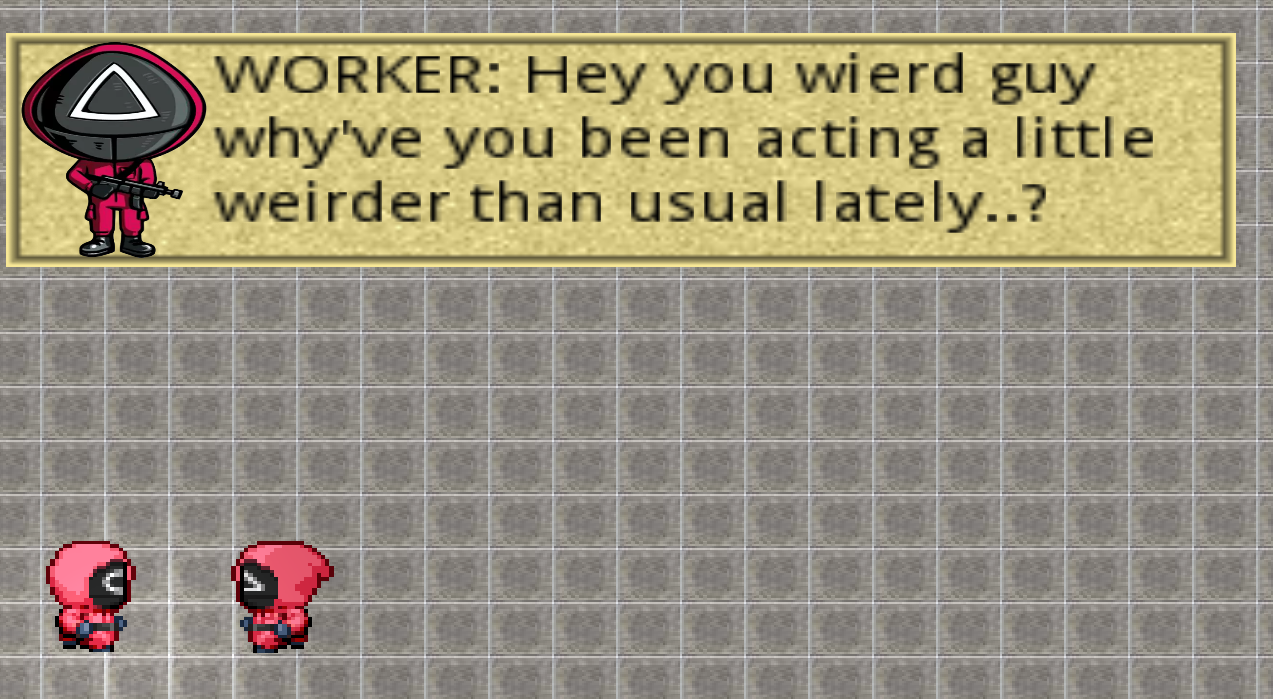 WORKER: Hey you wierd guy
why've you been acting a little
weirder than usual lately..?